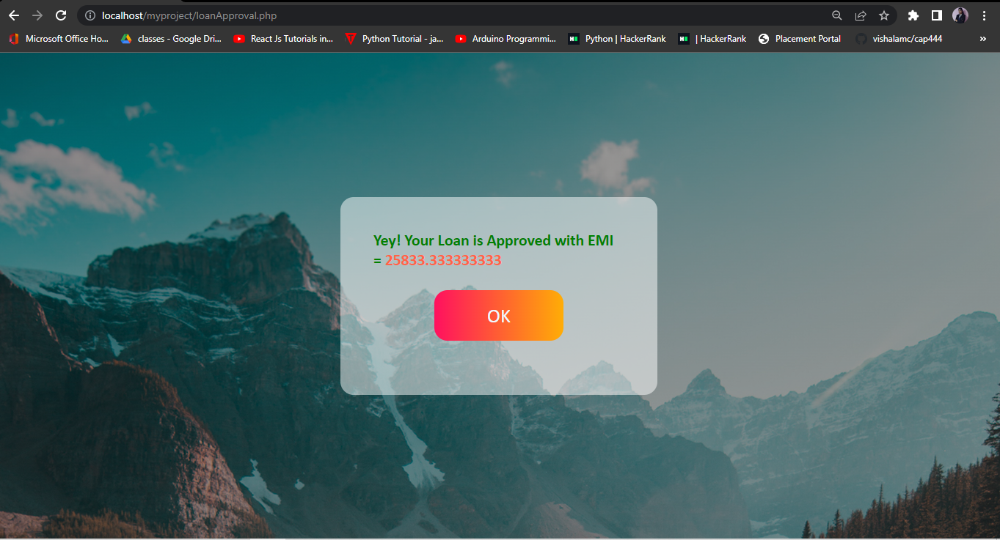 localhost/myproject/loanApproval.php
Microsoft Office Ho... classes - Google Dri... React Js Tutorials in... Python Tutorial - ja... Arduino Programmi... Python | HackerRank | HackerRank Placement Portal vishalamc/cap444 »
Yey! Your Loan is Approved with EMI
= 25833.333333333
OK